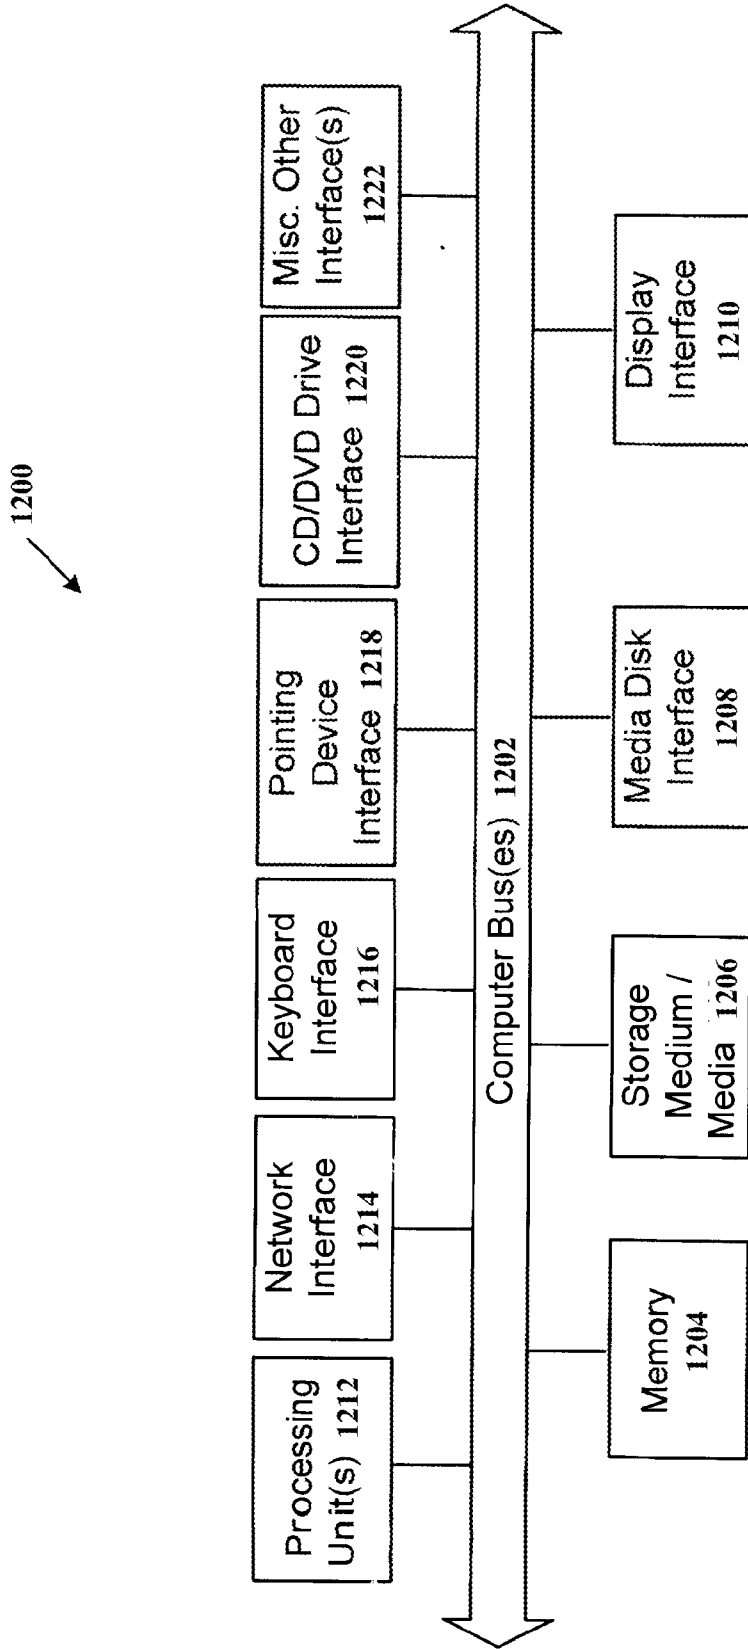 1200
Processing
Unit(s) 1212
Network
Interface
1214
Keyboard
Interface
1216
Pointing
Device
Interface 1218
CD/DVD Drive
Interface 1220
Misc. Other
Interface(s)
1222
Computer Bus(es) 1202
Memory
1204
Storage
Medium /
Media 1206
Media Disk
Interface
1208
Display
Interface
1210